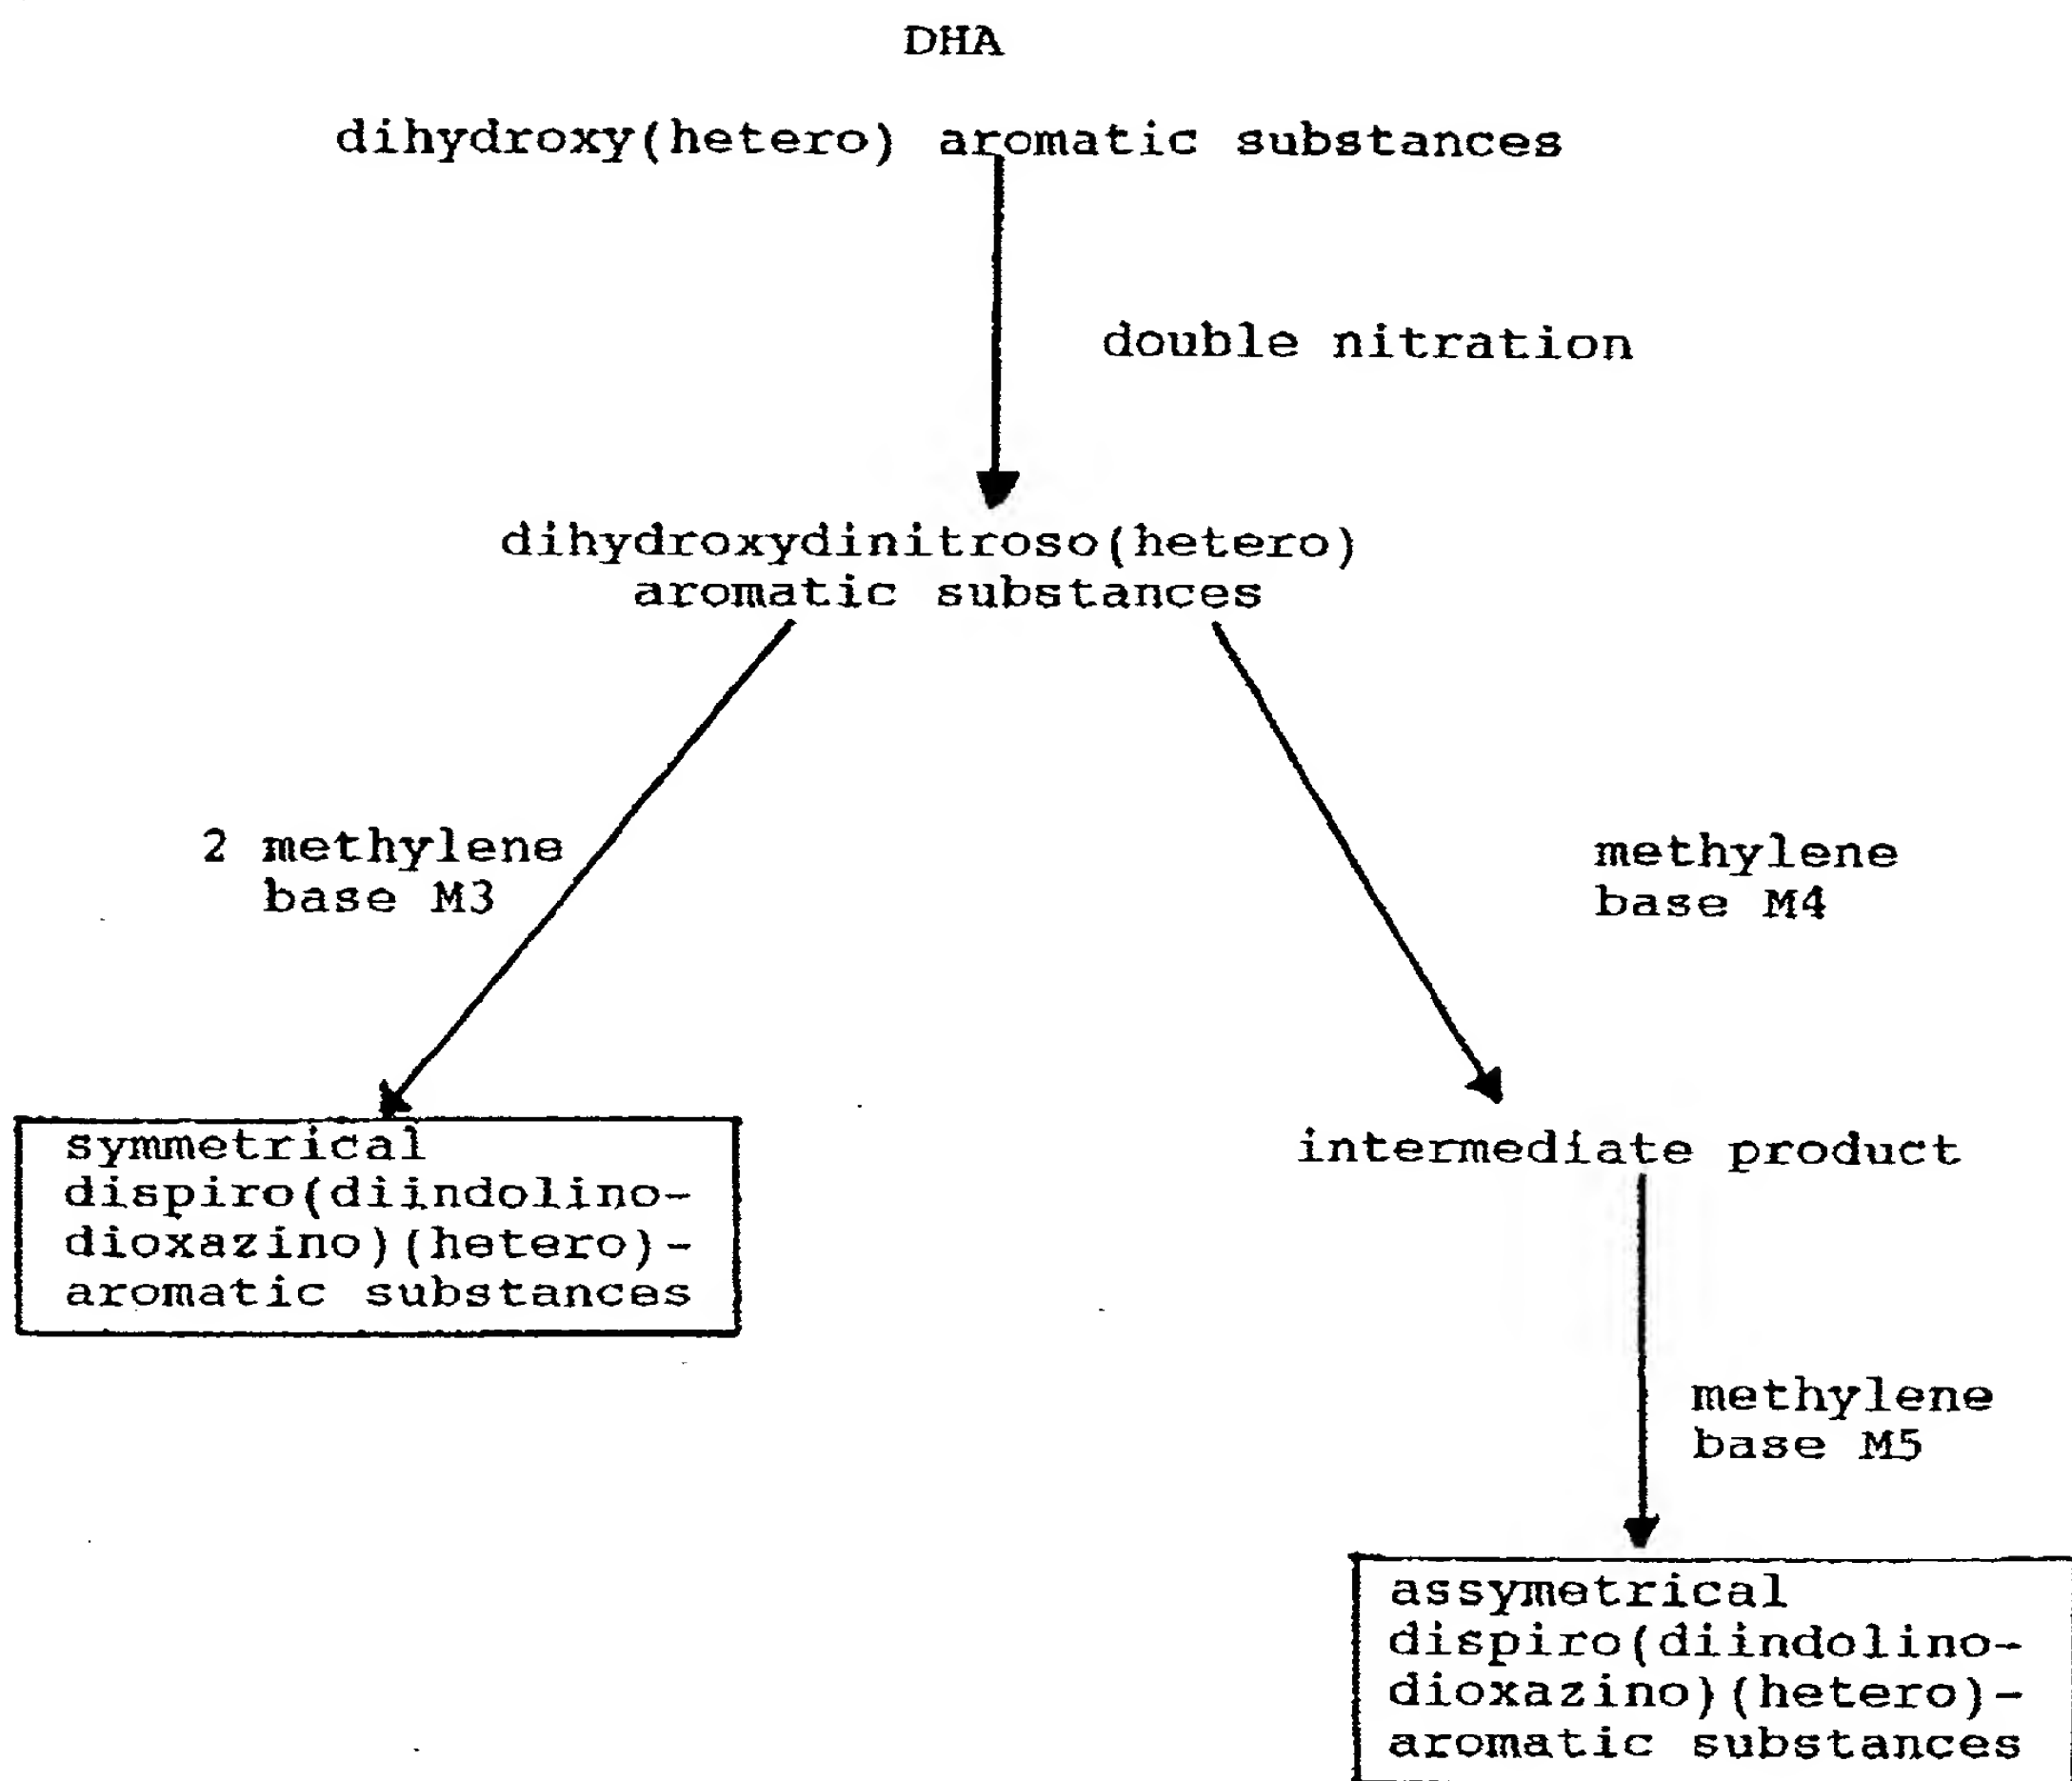 DHA
dihydroxy(hetero) aromatic substances
double nitration
dihydroxydinitroso(hetero)
aromatic substances
2 methylene
base M3
methylene
base M4
symmetrical
dispiro(diindolino-
dioxazino)(hetero)-
aromatic substances
intermediate product
methylene
base M5
assymetrical
dispiro(diindolino-
dioxazino)(hetero)-
aromatic substances